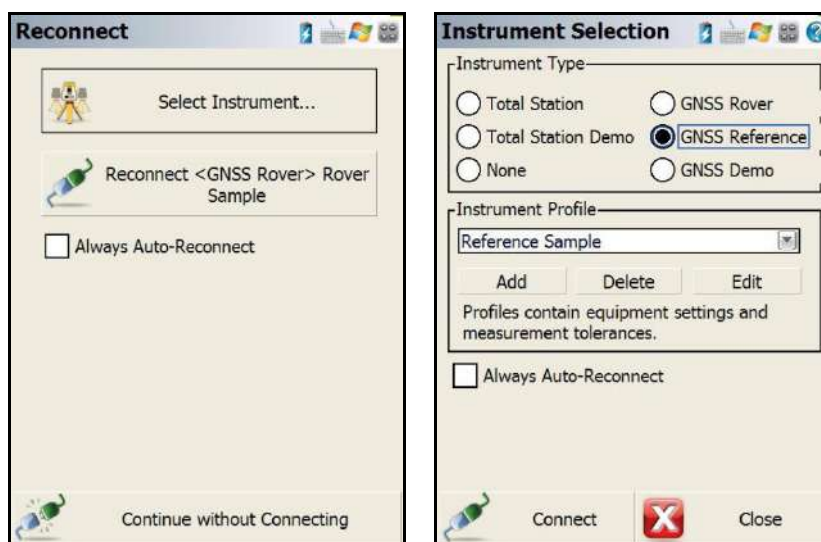 Reconnect
Select Instrument...
Reconnect <GNSS Rover> Rover
Sample
Always Auto-Reconnect
Continue without Connecting
Instrument Selection
Instrument Type
Total Station
GNSS Rover
Total Station Demo
GNSS Reference
None
GNSS Demo
Instrument Profile
Reference Sample
Add
Delete
Edit
Profiles contain equipment settings and
measurement tolerances.
Always Auto-Reconnect
Connect
Close